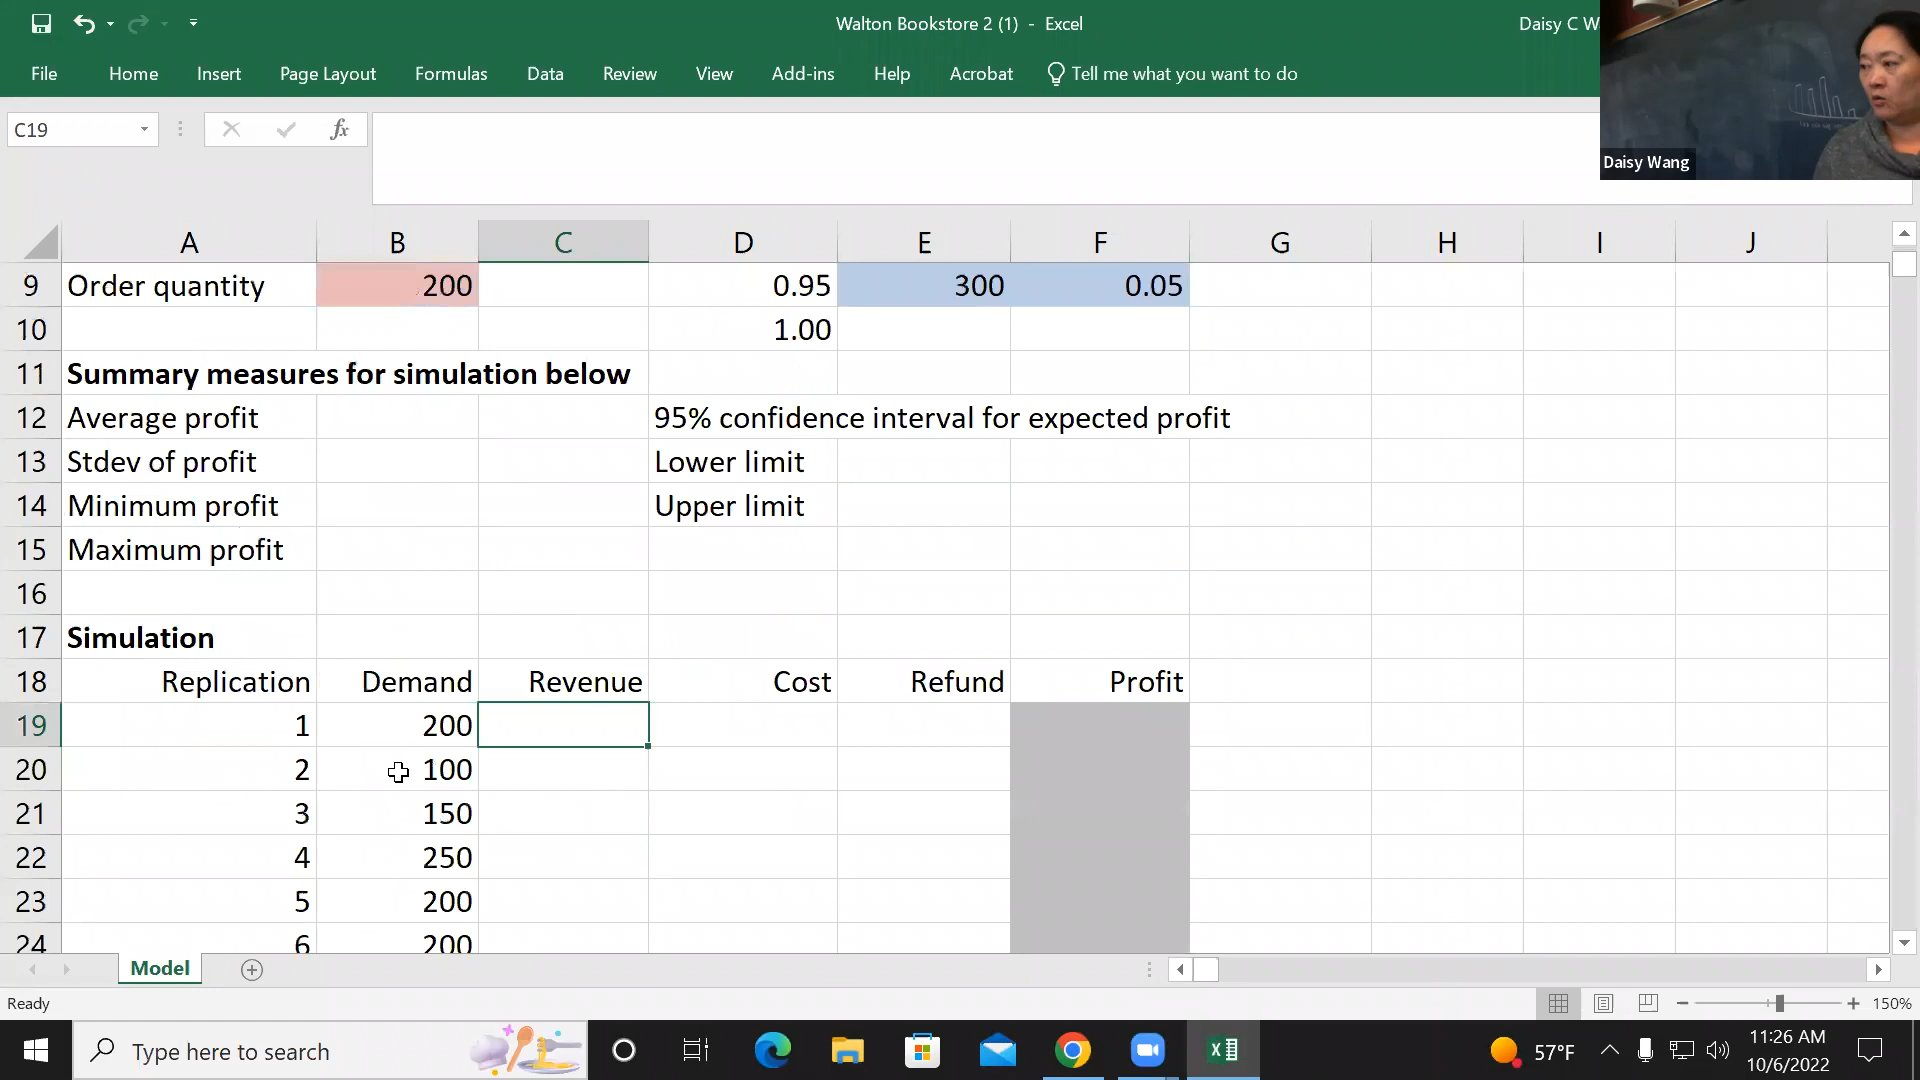 Walton Bookstore 2 (1) - Excel
Daisy C W
File Home Insert Page Layout Formulas Data Review View Add-ins Help Acrobat Tell me what you want to do
C19
fx
Daisy Wang
A B C D E F G H I J
9 Order quantity 200 0.95 300 0.05
10 1.00
11 Summary measures for simulation below
12 Average profit 95% confidence interval for expected profit
13 Stdev of profit Lower limit
14 Minimum profit Upper limit
15 Maximum profit
16
17 Simulation
18 Replication Demand Revenue Cost Refund Profit
19 1 200
20 2 100
21 3 150
22 4 250
23 5 200
24 6 200
Model
Ready 150%
Type here to search 57°F 11:26 AM
10/6/2022